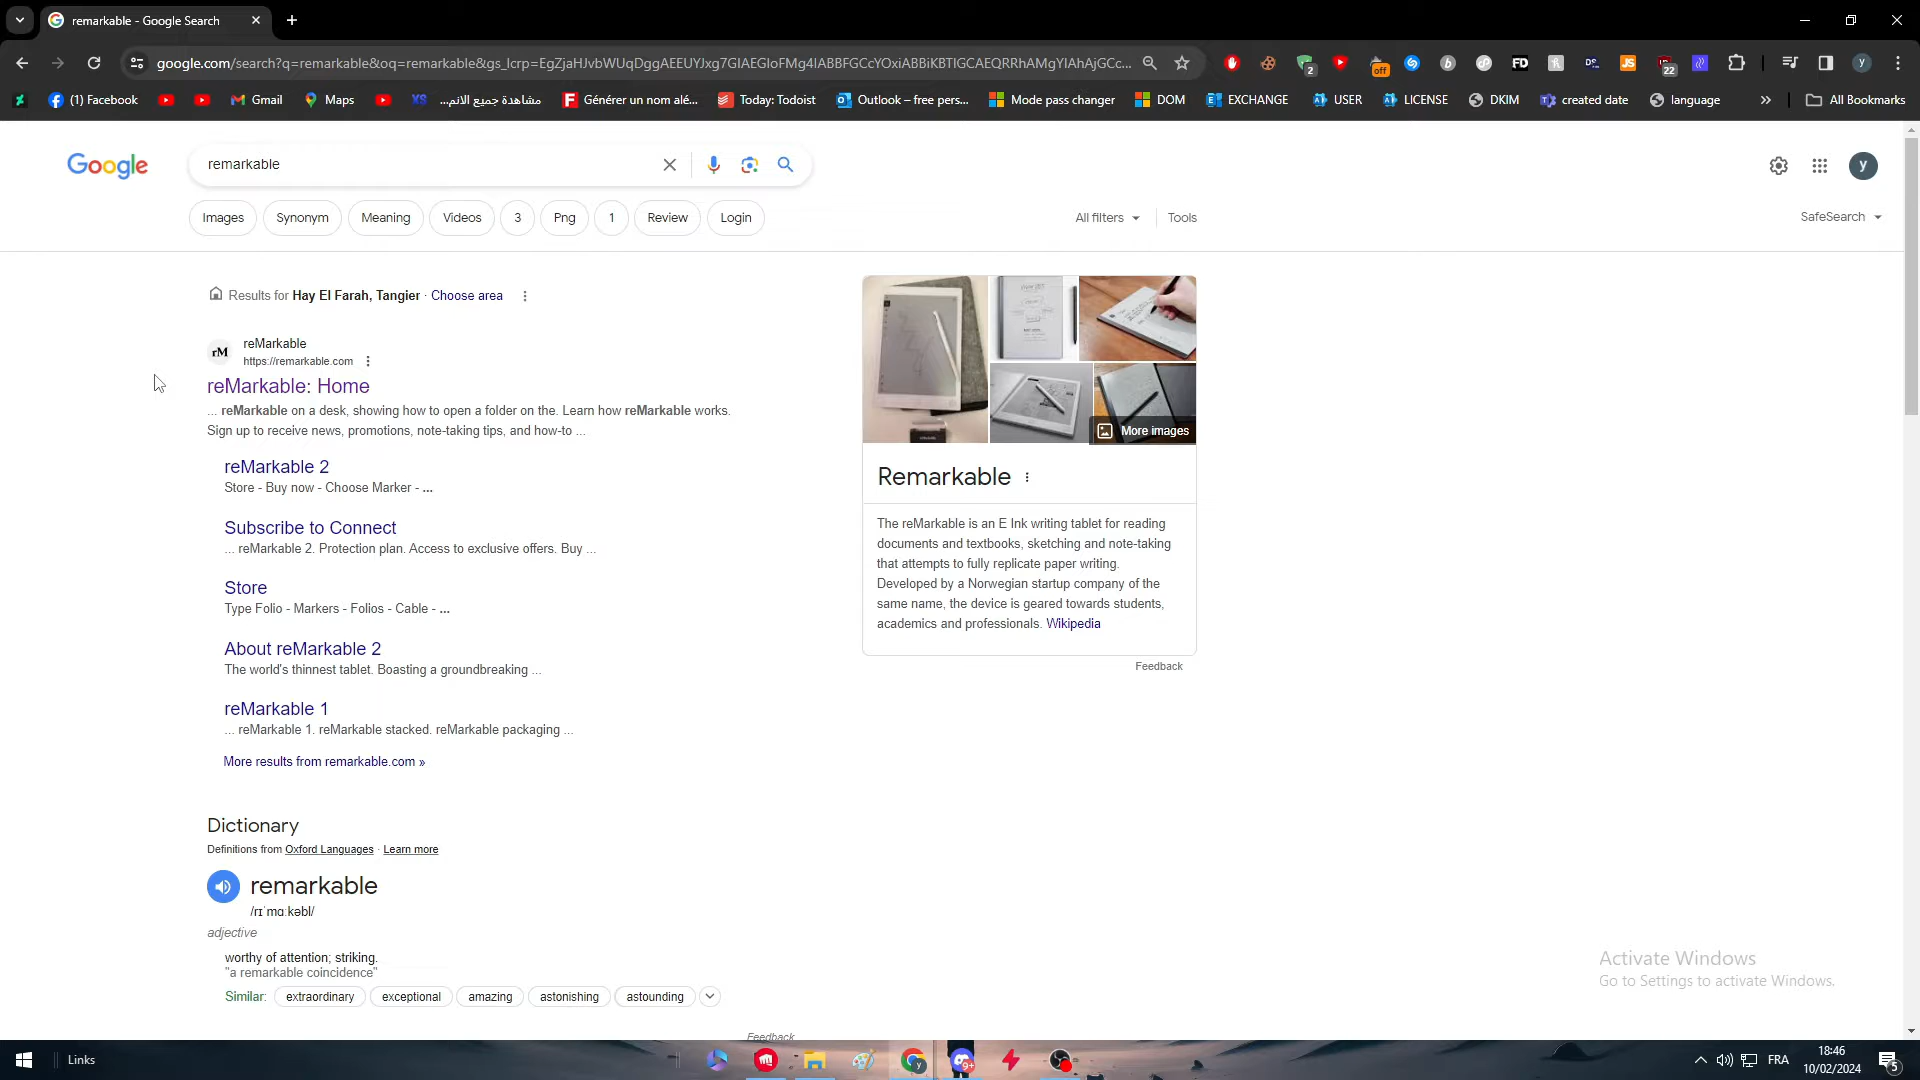 remarkable - Google Search
google.com/search?q=remarkable&oq=remarkable&gs_lcrp=EgZjaHJvbWUqDggAEEUYJxg7GIAEGIoFMg4IABBFGCcYOxiABBiKBTIGCAEQRRhAMgYIAhAjGCc...
(1) Facebook
Gmail
Maps
مشاهدة جميع الانم...
Générer un nom alé...
Today: Todoist
Outlook – free pers...
Mode pass changer
DOM
EXCHANGE
USER
LICENSE
DKIM
created date
language
»
All Bookmarks
Google
remarkable
y
Images
Synonym
Meaning
Videos
3
Png
1
Review
Login
All filters
Tools
SafeSearch
Results for Hay El Farah, Tangier · Choose area
rM
reMarkable
https://remarkable.com
reMarkable: Home
... reMarkable on a desk, showing how to open a folder on the. Learn how reMarkable works.
Sign up to receive news, promotions, note-taking tips, and how-to ...
reMarkable 2
Store - Buy now - Choose Marker - ...
Subscribe to Connect
... reMarkable 2. Protection plan. Access to exclusive offers. Buy ...
Store
Type Folio - Markers - Folios - Cable - ...
About reMarkable 2
The world's thinnest tablet. Boasting a groundbreaking ...
reMarkable 1
... reMarkable 1. reMarkable stacked. reMarkable packaging ...
More results from remarkable.com »
More images
Remarkable
The reMarkable is an E Ink writing tablet for reading
documents and textbooks, sketching and note-taking
that attempts to fully replicate paper writing.
Developed by a Norwegian startup company of the
same name, the device is geared towards students,
academics and professionals. Wikipedia
Feedback
Dictionary
Definitions from Oxford Languages · Learn more
remarkable
/rɪˈmɑːkəbl/
adjective
worthy of attention; striking.
"a remarkable coincidence"
Similar:
extraordinary
exceptional
amazing
astonishing
astounding
Feedback
Activate Windows
Go to Settings to activate Windows.
Links
FRA
18:46
10/02/2024
5